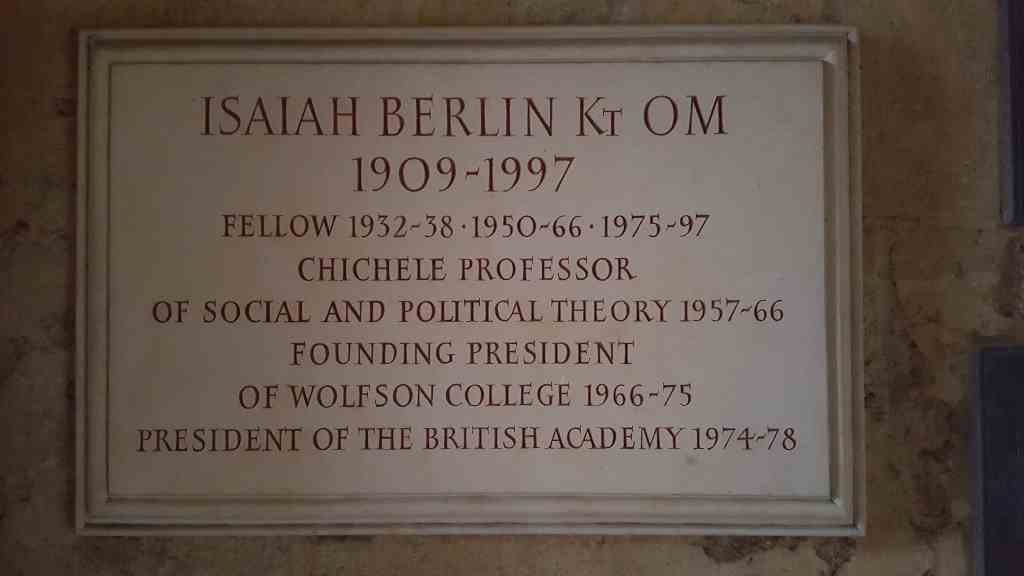 ISAIAH BERLIN KT OM
1909-1997
FELLOW 1932-38·1950-66·1975-97
CHICHELE PROFESSOR
OF SOCIAL AND POLITICAL THEORY 1957-66
FOUNDING PRESIDENT
OF WOLFSON COLLEGE 1966-75
PRESIDENT OF THE BRITISH ACADEMY 1974-78